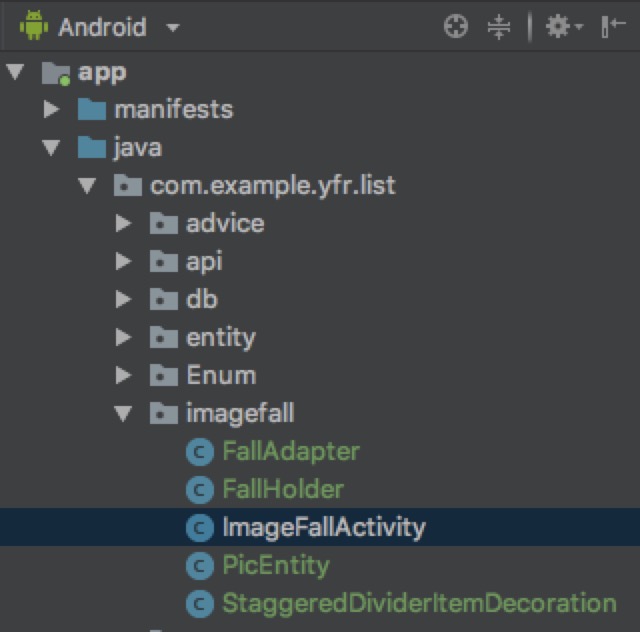 Android
app
manifests
java
com.example.yfr.list
advice
api
db
entity
Enum
imagefall
FallAdapter
FallHolder
ImageFallActivity
PicEntity
StaggeredDividerItemDecoration